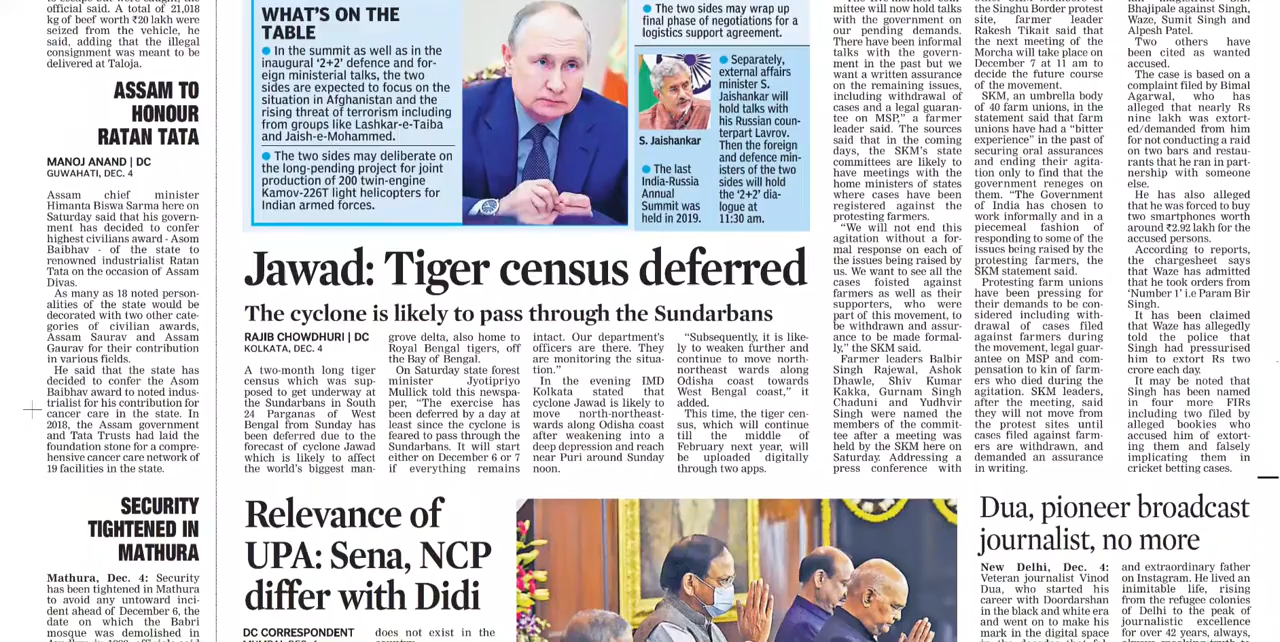 to escape but were caught, the
official said. A total of 21,018
kg of beef worth ₹20 lakh were
seized from the vehicle, he
said, adding that the illegal
consignment was meant to be
delivered at Taloja.
ASSAM TO
HONOUR
RATAN TATA
MANOJ ANAND | DC
GUWAHATI, DEC. 4
Assam chief minister
Himanta Biswa Sarma here on
Saturday said that his govern-
ment has decided to confer
highest civilians award - Asom
Baibhav - of the state to
renowned industrialist Ratan
Tata on the occasion of Assam
Divas.
As many as 18 noted person-
alities of the state would be
decorated with two other cate-
gories of civilian awards,
Assam Saurav and Assam
Gaurav for their contribution
in various fields.
He said that the state has
decided to confer the Asom
Baibhav award to noted indus-
trialist for his contribution for
cancer care in the state. In
2018, the Assam government
and Tata Trusts had laid the
foundation stone for a compre-
hensive cancer care network of
19 facilities in the state.
SECURITY
TIGHTENED IN
MATHURA
Mathura, Dec. 4: Security
has been tightened in Mathura
to avoid any untoward inci-
dent ahead of December 6, the
date on which the Babri
mosque was demolished in
WHAT'S ON THE
TABLE
● In the summit as well as in the
inaugural '2+2' defence and for-
eign ministerial talks, the two
sides are expected to focus on the
situation in Afghanistan and the
rising threat of terrorism including
from groups like Lashkar-e-Taiba
and Jaish-e-Mohammed.
● The two sides may deliberate on
the long-pending project for joint
production of 200 twin-engine
Kamov-226T light helicopters for
Indian armed forces.
● The two sides may wrap up
final phase of negotiations for a
logistics support agreement.
S. Jaishankar
● The last
India-Russia
Annual
Summit was
held in 2019.
● Separately,
external affairs
minister S.
Jaishankar will
hold talks with
his Russian coun-
terpart Lavrov.
Then the foreign
and defence min-
isters of the two
sides will hold
the '2+2' dia-
logue at
11:30 am.
Jawad: Tiger census deferred
The cyclone is likely to pass through the Sundarbans
RAJIB CHOWDHURI | DC
KOLKATA, DEC. 4
A two-month long tiger
census which was sup-
posed to get underway at
the Sundarbans in South
24 Parganas of West
Bengal from Sunday has
been deferred due to the
forecast of cyclone Jawad
which is likely to affect
the world's biggest man-
grove delta, also home to
Royal Bengal tigers, off
the Bay of Bengal.
On Saturday state forest
minister Jyotipriyo
Mullick told this newspa-
per, "The exercise has
been deferred by a day at
least since the cyclone is
feared to pass through the
Sundarbans. It will start
either on December 6 or 7
if everything remains
intact. Our department's
officers are there. They
are monitoring the situa-
tion."
In the evening IMD
Kolkata stated that
cyclone Jawad is likely to
move north-northeast-
wards along Odisha coast
after weakening into a
deep depression and reach
near Puri around Sunday
noon.
"Subsequently, it is like-
ly to weaken further and
continue to move north-
northeast wards along
Odisha coast towards
West Bengal coast," it
added.
This time, the tiger cen-
sus, which will continue
till the middle of
February next year, will
be uploaded digitally
through two apps.
Relevance of
UPA: Sena, NCP
differ with Didi
DC CORRESPONDENT
does not exist in the
mittee will now hold talks
with the government on
our pending demands.
There have been informal
talks with the govern-
ment in the past but we
want a written assurance
on the remaining issues,
including withdrawal of
cases and a legal guaran-
tee on MSP," a farmer
leader said. The sources
said that in the coming
days, the SKM's state
committees are likely to
have meetings with the
home ministers of states
where cases have been
registered against the
protesting farmers.
"We will not end this
agitation without a for-
mal response on each of
the issues being raised by
us. We want to see all the
cases foisted against
farmers as well as their
supporters, who were
part of this movement, to
be withdrawn and assur-
ance to be made formal-
ly," the SKM said.
Farmer leaders Balbir
Singh Rajewal, Ashok
Dhawle, Shiv Kumar
Kakka, Gurnam Singh
Chaduni and Yudhvir
Singh were named the
members of the commit-
tee after a meeting was
held by the SKM here on
Saturday. Addressing a
press conference with
the Singhu Border protest
site, farmer leader
Rakesh Tikait said that
the next meeting of the
Morcha will take place on
December 7 at 11 am to
decide the future course
of the movement.
SKM, an umbrella body
of 40 farm unions, in the
statement said that farm
unions have had a "bitter
experience" in the past of
securing oral assurances
and ending their agita-
tion only to find that the
government reneges on
them. "The Government
of India has chosen to
work informally and in a
piecemeal fashion of
responding to some of the
issues being raised by the
protesting farmers, the
SKM statement said.
Protesting farm unions
have been pressing for
their demands to be con-
sidered including with-
drawal of cases filed
against farmers during
the movement, legal guar-
antee on MSP and com-
pensation to kin of farm-
ers who died during the
agitation. SKM leaders,
after the meeting, said
they will not move from
the protest sites until
cases filed against farm-
ers are withdrawn, and
demanded an assurance
in writing.
Bhajipale against Singh,
Waze, Sumit Singh and
Alpesh Patel.
Two others have
been cited as wanted
accused.
The case is based on a
complaint filed by Bimal
Agarwal, who has
alleged that nearly Rs
nine lakh was extort-
ed/demanded from him
for not conducting a raid
on two bars and restau-
rants that he ran in part-
nership with someone
else.
He has also alleged
that he was forced to buy
two smartphones worth
around ₹2.92 lakh for the
accused persons.
According to reports,
the chargesheet says
that Waze has admitted
that he took orders from
'Number 1' i.e Param Bir
Singh.
It has been claimed
that Waze has allegedly
told the police that
Singh had pressurised
him to extort Rs two
crore each day.
It may be noted that
Singh has been named
in four more FIRs
including two filed by
alleged bookies who
accused him of extort-
ing them and falsely
implicating them in
cricket betting cases.
Dua, pioneer broadcast
journalist, no more
New Delhi, Dec. 4:
Veteran journalist Vinod
Dua, who started his
career with Doordarshan
in the black and white era
and went on to make his
mark in the digital space
and extraordinary father
on Instagram. He lived an
inimitable life, rising
from the refugee colonies
of Delhi to the peak of
journalistic excellence
for over 42 years, always,